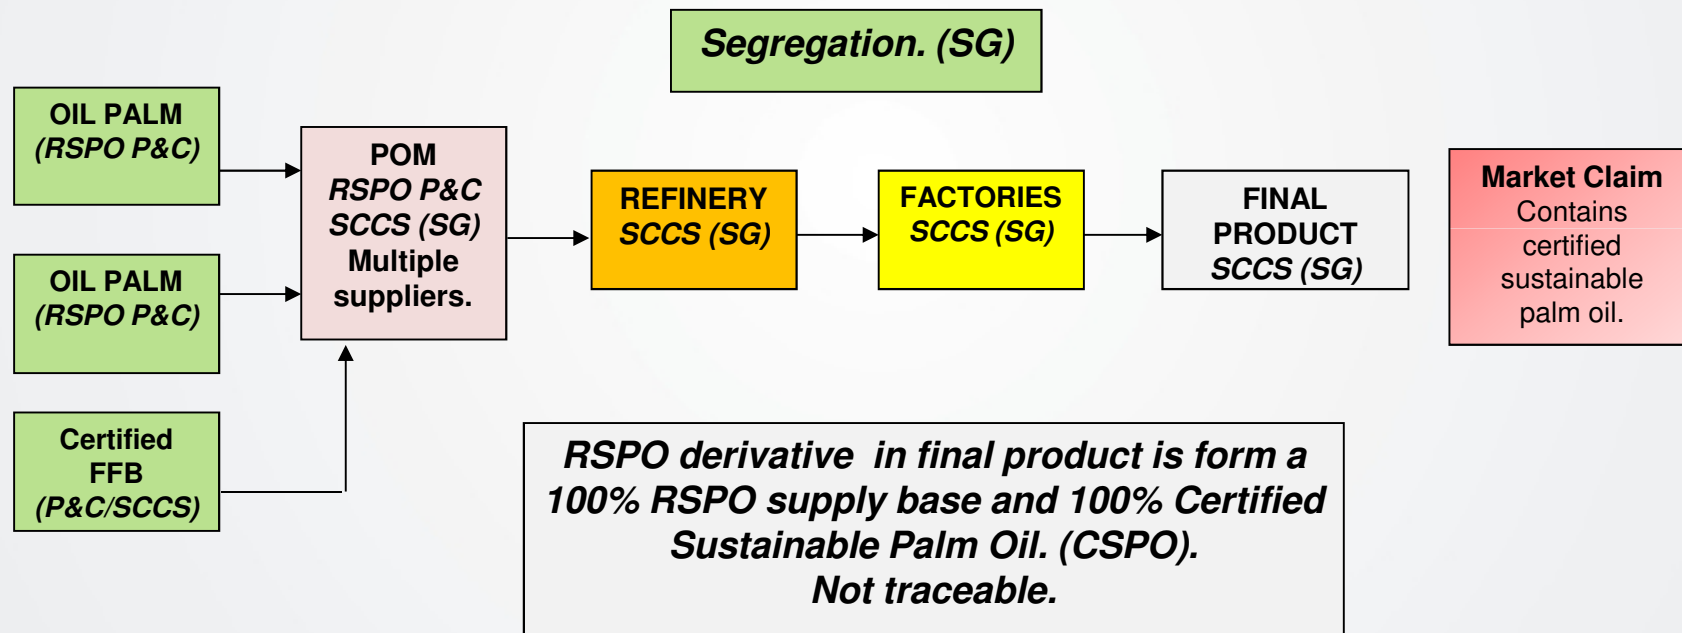 Segregation. (SG)
OIL PALM
(RSPO P&C)
OIL PALM
(RSPO P&C)
Certified
FFB
(P&C/SCCS)
POM
RSPO P&C
SCCS (SG)
Multiple
suppliers.
REFINERY
SCCS (SG)
FACTORIES
SCCS (SG)
FINAL
PRODUCT
SCCS (SG)
Market Claim
Contains
certified
sustainable
palm oil.
RSPO derivative in final product is form a
100% RSPO supply base and 100% Certified
Sustainable Palm Oil. (CSPO).
Not traceable.